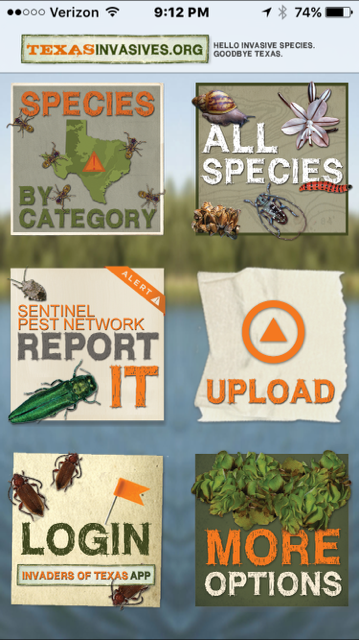 Verizon 9:12 PM 74%
TEXASINVASIVES.ORG
HELLO INVASIVE SPECIES.
GOODBYE TEXAS.
SPECIES
BY
CATEGORY
ALL
SPECIES
ALERT
SENTINEL
PEST NETWORK
REPORT
IT
UPLOAD
LOGIN
INVADERS OF TEXAS APP
MORE
OPTIONS